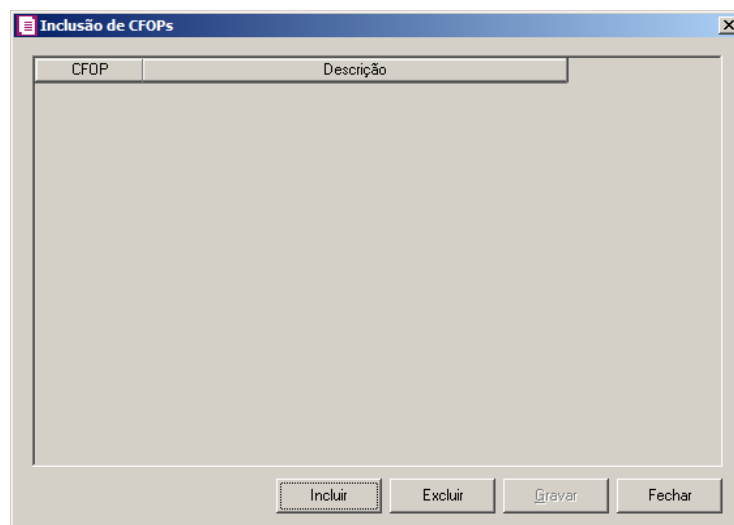 Inclusão de CFOPs
CFOP Descrição
Incluir Excluir Gravar Fechar